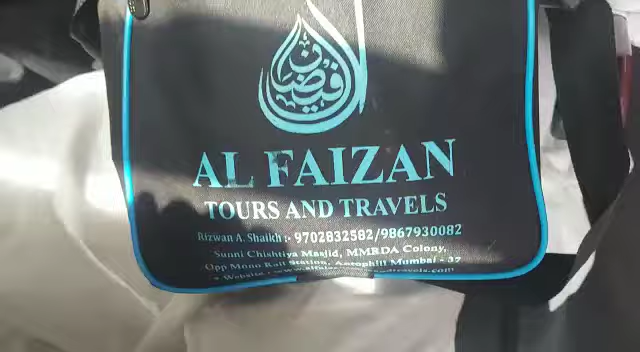 الفيضان
AL FAIZAN
TOURS AND TRAVELS
Rizwan A. Shaikh :- 9702832582/9867930082
Sunni Chishtiya Masjid, MMRDA Colony,
Opp Mono Rail Station, Antophill Mumbai - 37